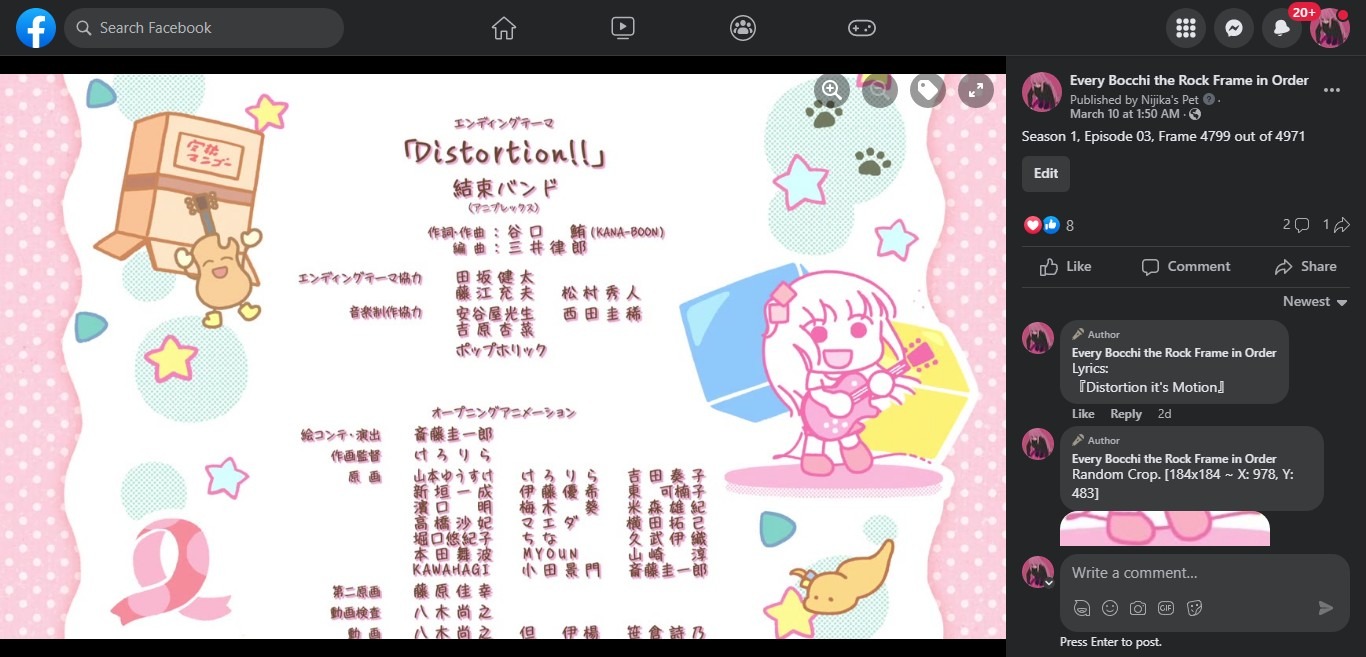 Search Facebook
20+
エンディングテーマ
「Distortion!!」
結束バンド
(アニプレックス)
作詞・作曲 : 谷口 鮪 (KANA-BOON)
編曲 : 三井律郎
エンディングテーマ協力 田坂健太
藤江充夫 松村秀人
音楽制作協力 安谷屋光生 西田圭稀
吉原杏菜
ポップホリック
オープニングアニメーション
絵コンテ・演出 斎藤圭一郎
作画監督 けろりら
原画 山本ゆうすけ けろりら 吉田奏子
新垣一成 伊藤優希 東 可楠子
濱口 明 梅木 葵 米森雄紀
高橋沙妃 マエダ 横田拓己
堀口悠紀子 ちな 久武伊織
本田舞波 MYOUN 山崎 淳
KAWAHAGI 小田景門 斎藤圭一郎
第二原画 藤原佳幸
動画検査 八木尚之
動画 八木尚之 但 伊楊 笹倉詩乃
Every Bocchi the Rock Frame in Order
Published by Nijika's Pet ·
March 10 at 1:50 AM ·
Season 1, Episode 03, Frame 4799 out of 4971
Edit
8
2
1
Like Comment Share
Newest
Author
Every Bocchi the Rock Frame in Order
Lyrics:
『Distortion it's Motion』
Like Reply 2d
Author
Every Bocchi the Rock Frame in Order
Random Crop. [184x184 ~ X: 978, Y:
483]
Write a comment...
GIF
Press Enter to post.